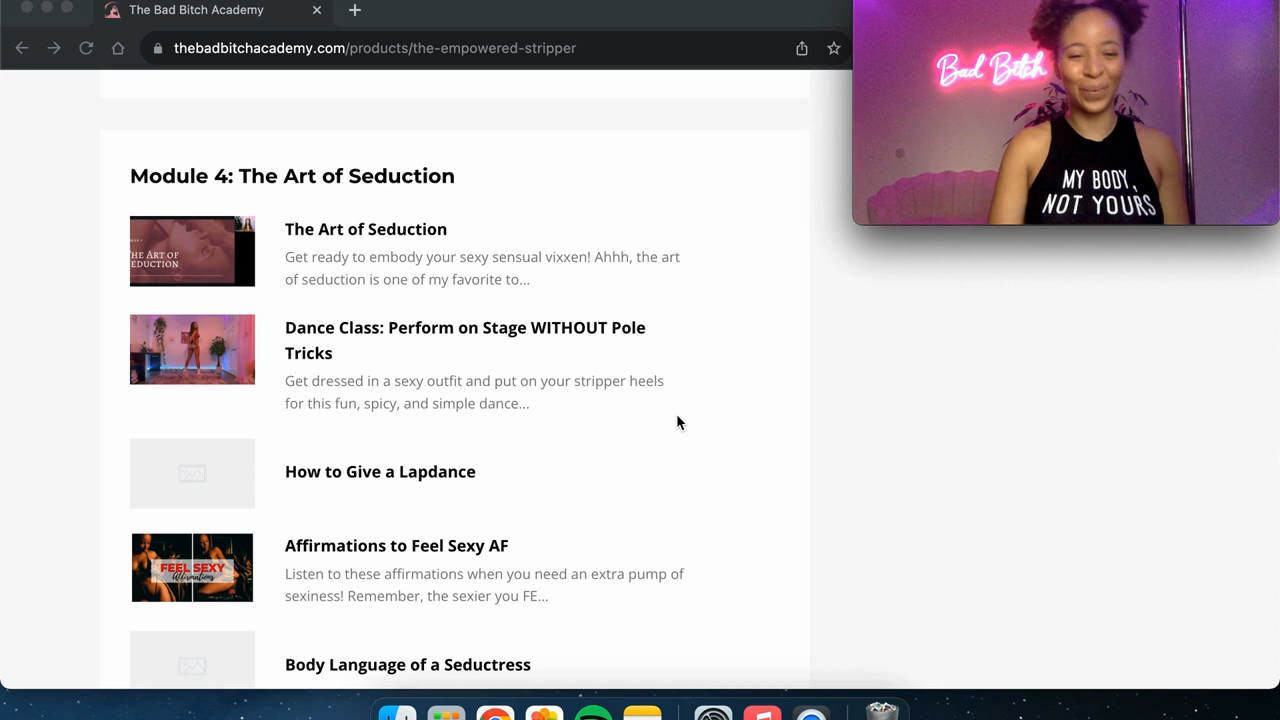 The Bad Bitch Academy
thebadbitchacademy.com/products/the-empowered-stripper
Bad Bitch
MY BODY,
NOT YOURS
Module 4: The Art of Seduction
The Art of Seduction
Get ready to embody your sexy sensual vixxen! Ahhh, the art
of seduction is one of my favorite to...
HE ART OF
EDUCTION
Dance Class: Perform on Stage WITHOUT Pole
Tricks
Get dressed in a sexy outfit and put on your stripper heels
for this fun, spicy, and simple dance...
How to Give a Lapdance
Affirmations to Feel Sexy AF
Listen to these affirmations when you need an extra pump of
sexiness! Remember, the sexier you FE...
FEEL SEXY
Affirmations
Body Language of a Seductress